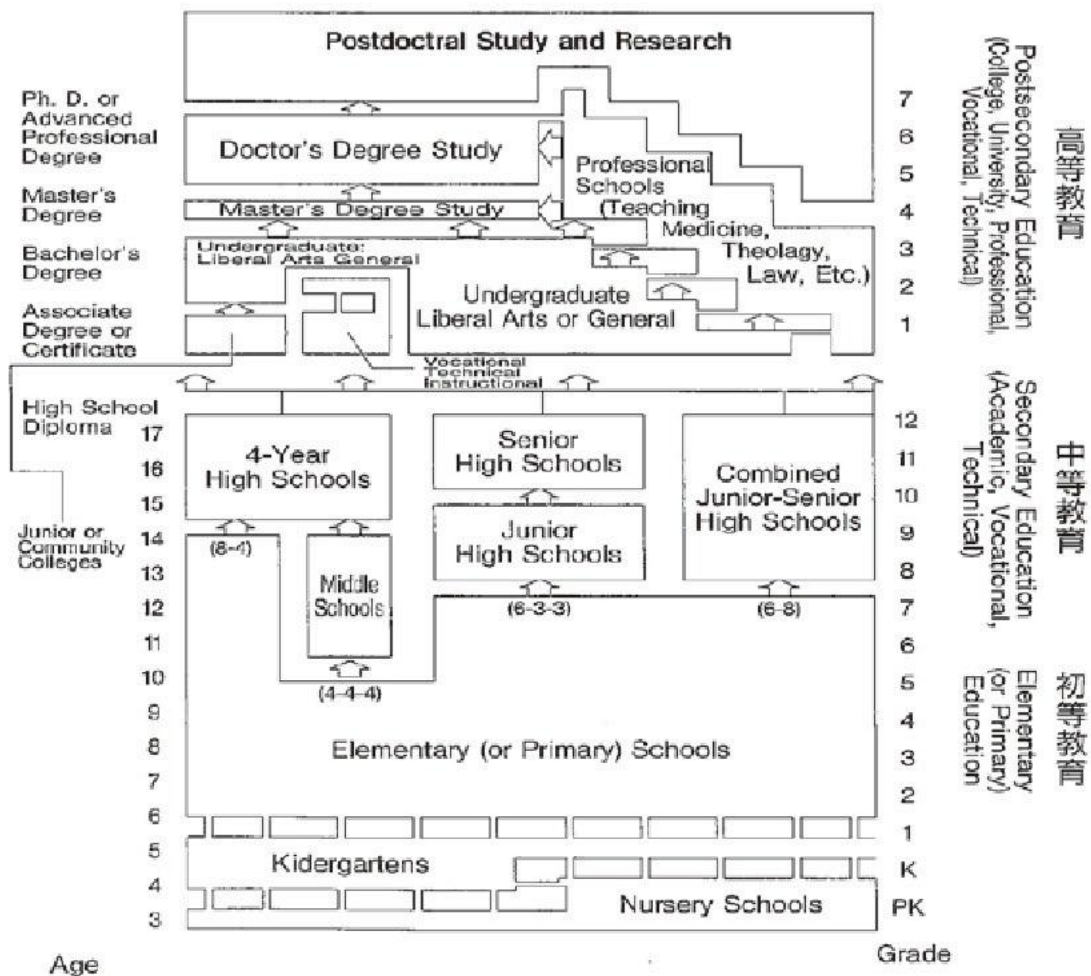 Postdoctral Study and Research
Ph. D. or
Advanced
Professional
Degree
Doctor's Degree Study
Master's
Degree
Master's Degree Study
Bachelor's
Degree
Undergraduate:
Liberal Arts General
Associate
Degree or
Certificate
Undergraduate
Liberal Arts or General
Professional
Schools
(Teaching
Medicine,
Theolagy,
Law, Etc.)
Vocational
Technical
Instructional
7
6
5
4
3
2
1
High School
Diploma
Junior or
Community
Colleges
4-Year
High Schools
Senior
High Schools
Junior
High Schools
Combined
Junior-Senior
High Schools
Middle
Schools
(8-4)
(4-4-4)
(6-3-3)
(6-8)
Elementary (or Primary) Schools
Kidergartens
Nursery Schools
17
16
15
14
13
12
11
10
9
8
7
6
5
4
3
Age
12
11
10
9
8
7
6
5
4
3
2
1
K
PK
Grade
Postsecondary Education
(College, University, Professional,
Vocational, Technical)
高等教育
Secondary Education
(Academic, Vocational,
Technical)
中等教育
Elementary
(or Primary)
Education
初等教育